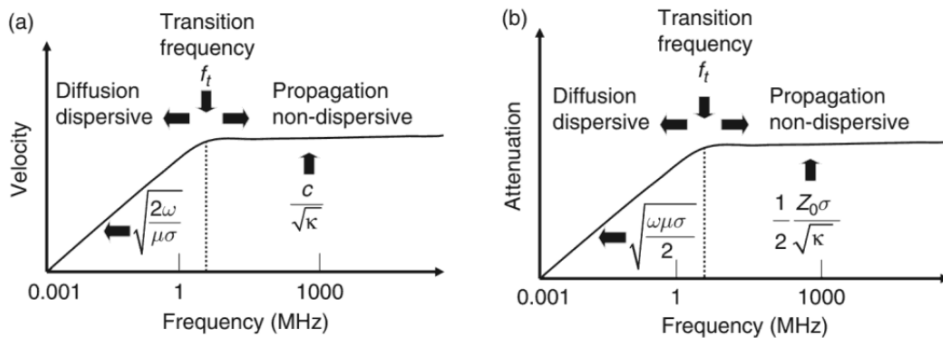 (a)
Transition
frequency
f_t
Diffusion
dispersive
Propagation
non-dispersive
Velocity
√(2ω/μσ)
c/√κ
0.001 1 1000
Frequency (MHz)
(b)
Transition
frequency
f_t
Diffusion
dispersive
Propagation
non-dispersive
Attenuation
√(ωμσ/2)
1/2 Z₀σ/√κ
0.001 1 1000
Frequency (MHz)